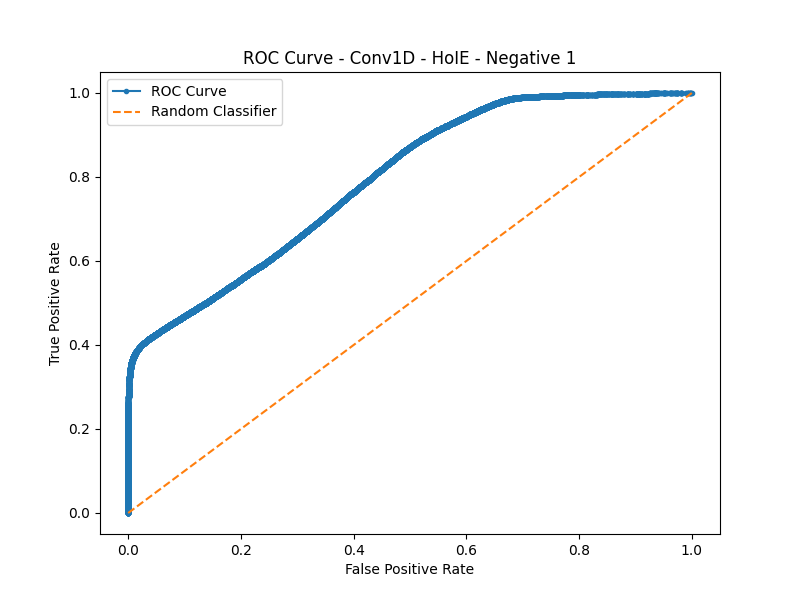 ROC Curve - Conv1D - HolE - Negative 1
ROC Curve
Random Classifier
True Positive Rate
1.0
0.8
0.6
0.4
0.2
0.0
0.0 0.2 0.4 0.6 0.8 1.0
False Positive Rate